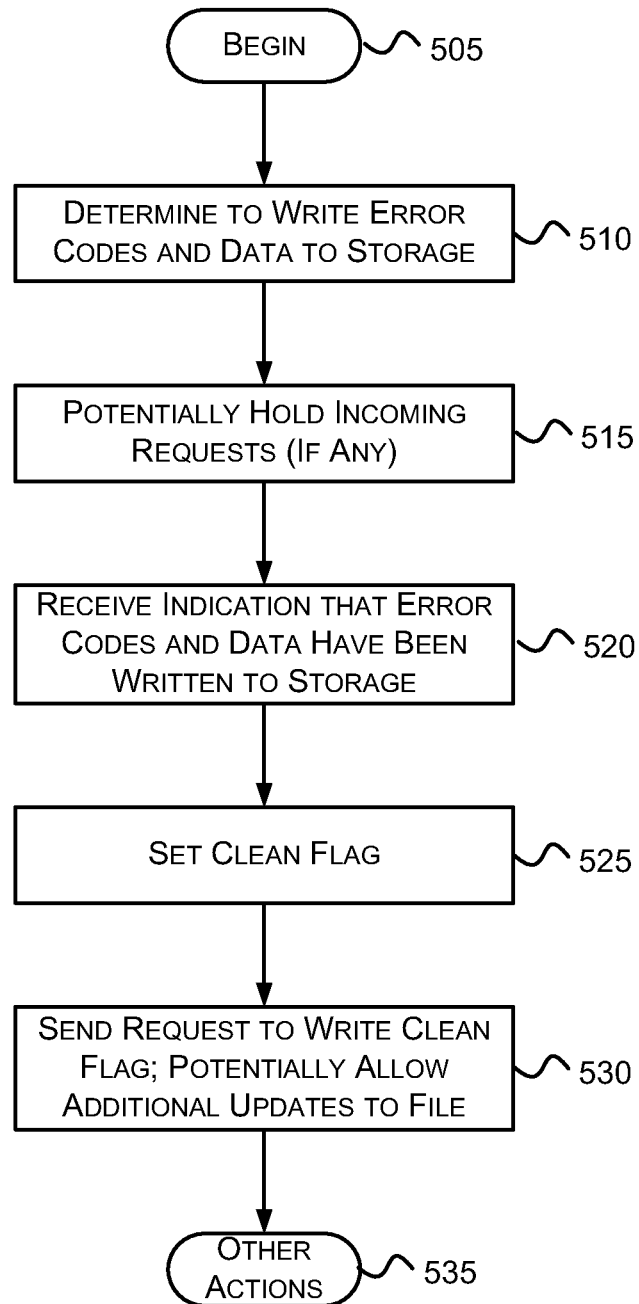 BEGIN
505
DETERMINE TO WRITE ERROR
CODES AND DATA TO STORAGE
510
POTENTIALLY HOLD INCOMING
REQUESTS (IF ANY)
515
RECEIVE INDICATION THAT ERROR
CODES AND DATA HAVE BEEN
WRITTEN TO STORAGE
520
SET CLEAN FLAG
525
SEND REQUEST TO WRITE CLEAN
FLAG; POTENTIALLY ALLOW
ADDITIONAL UPDATES TO FILE
530
OTHER
ACTIONS
535